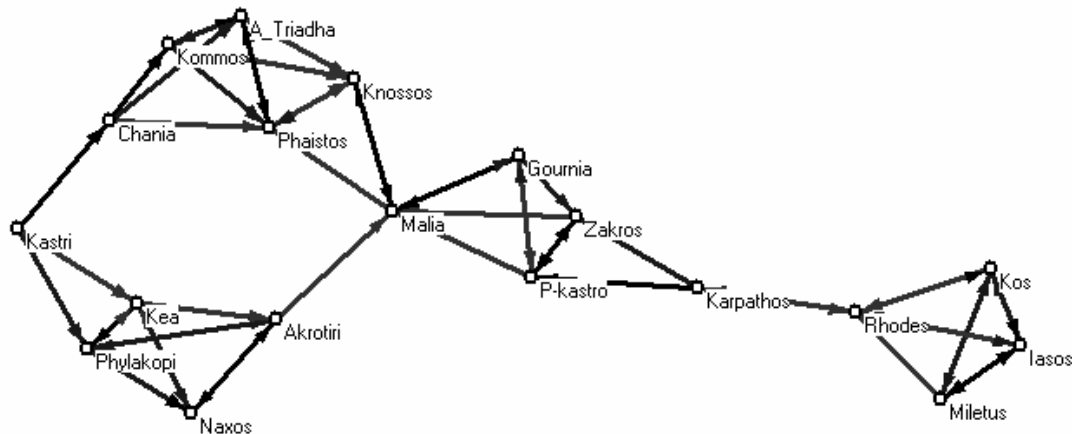 A_Triadha
Kommos
Knossos
Chania
Phaistos
Gournia
Malia
Zakros
Kastri
P-kastro
Karpathos
Kos
Kea
Akrotiri
Rhodes
Phylakopi
Iasos
Miletus
Naxos